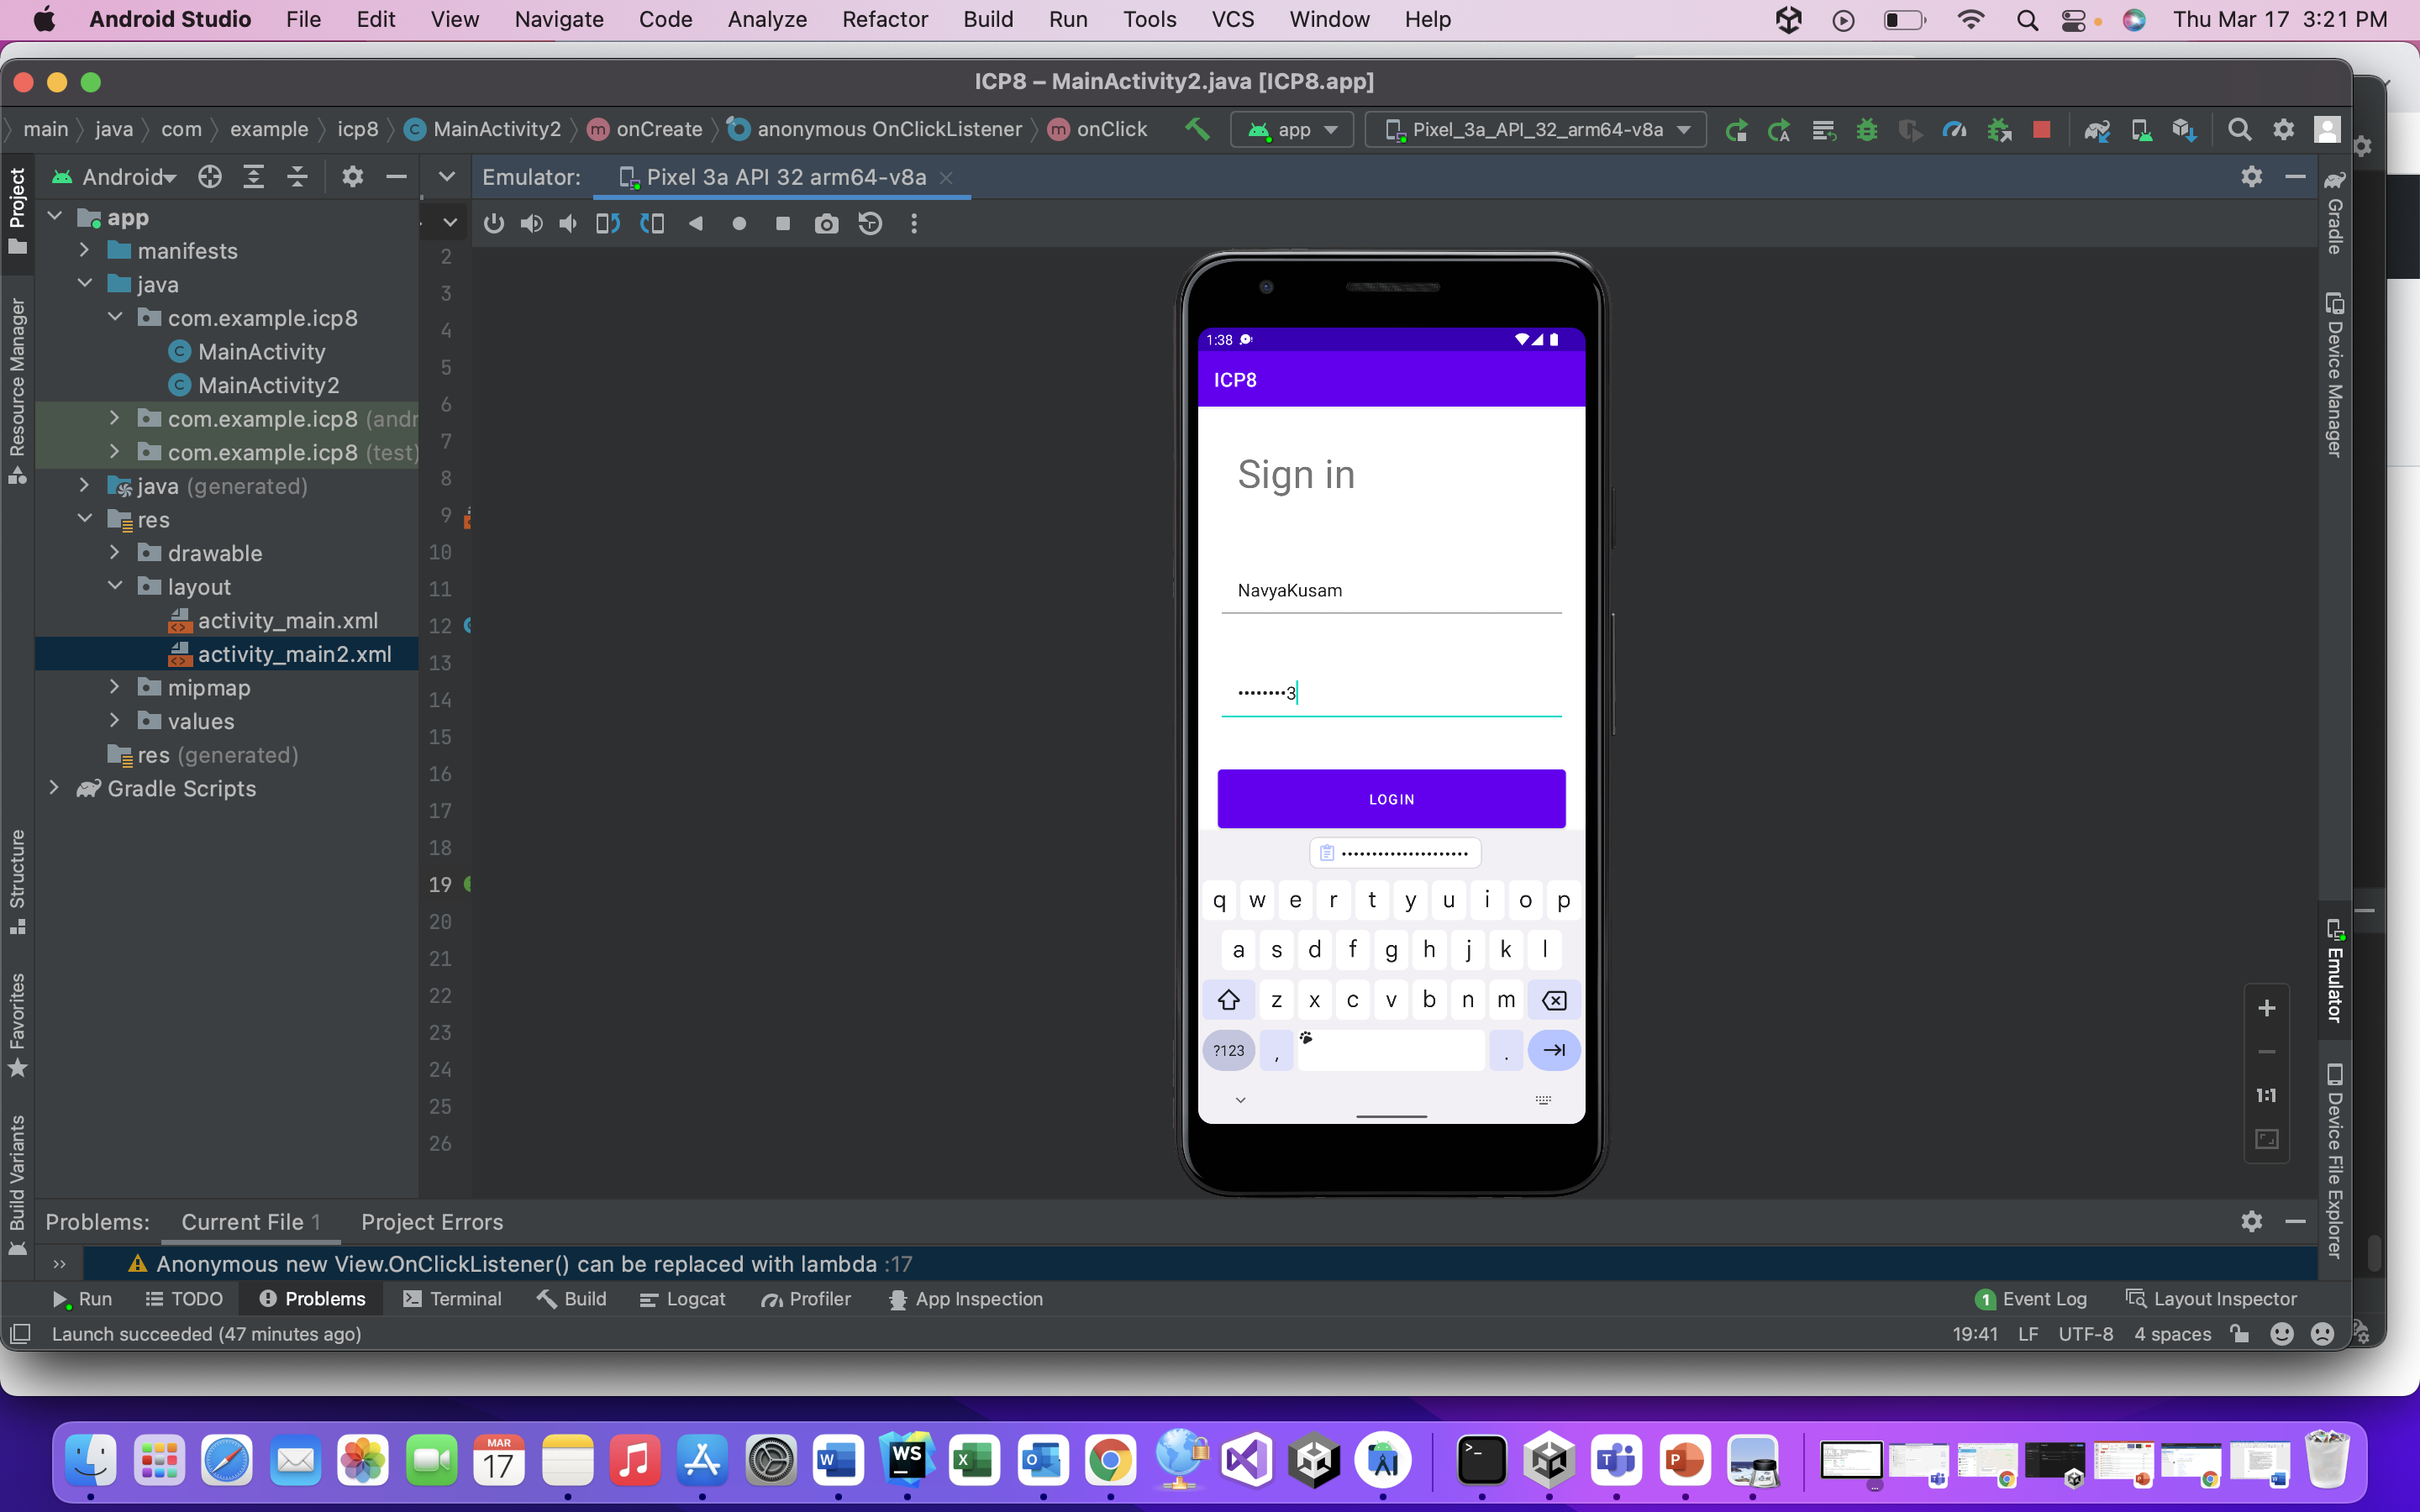 Android Studio File Edit View Navigate Code Analyze Refactor Build Run Tools VCS Window Help Thu Mar 17 3:21 PM
ICP8 – MainActivity2.java [ICP8.app]
main java com example icp8 MainActivity2 onCreate anonymous OnClickListener onClick app Pixel_3a_API_32_arm64-v8a
Project
Resource Manager
Structure
Favorites
Build Variants
Android
app
manifests
java
com.example.icp8
MainActivity
MainActivity2
com.example.icp8 (andr
com.example.icp8 (test)
java (generated)
res
drawable
layout
activity_main.xml
activity_main2.xml
mipmap
values
res (generated)
Gradle Scripts
Emulator: Pixel 3a API 32 arm64-v8a
2
3
4
5
6
7
8
9
10
11
12
13
14
15
16
17
18
19
20
21
22
23
24
25
26
1:38
ICP8
Sign in
NavyaKusam
••••••••3
LOGIN
•••••••••••••••••••••
q w e r t y u i o p
a s d f g h j k l
z x c v b n m
?123 , .
1:1
Gradle
Device Manager
Emulator
Device File Explorer
Problems: Current File 1 Project Errors
Anonymous new View.OnClickListener() can be replaced with lambda :17
Run TODO Problems Terminal Build Logcat Profiler App Inspection 1 Event Log Layout Inspector
Launch succeeded (47 minutes ago) 19:41 LF UTF-8 4 spaces
MAR
17
W
WS
X
O
>_
T
P